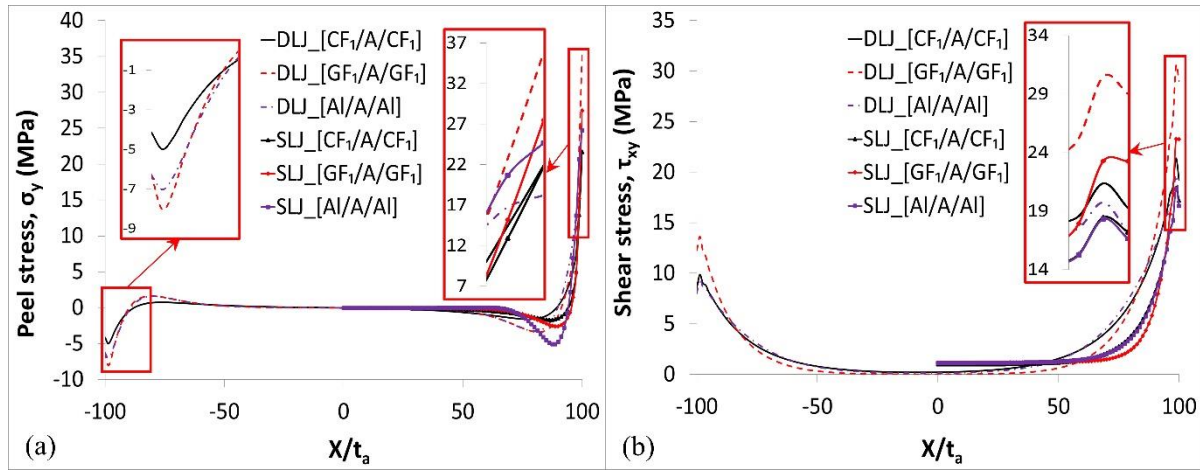 40
35
30
25
20
15
10
5
0
-5
-10
Peel stress, σy (MPa)
-1
-3
-5
-7
-9
DLJ_[CF₁/A/CF₁]
DLJ_[GF₁/A/GF₁]
DLJ_[Al/A/Al]
SLJ_[CF₁/A/CF₁]
SLJ_[GF₁/A/GF₁]
SLJ_[Al/A/Al]
37
32
27
22
17
12
7
-100 -50 0 50 100
(a) X/tₐ
35
30
25
20
15
10
5
0
Shear stress, τxy (MPa)
DLJ_[CF₁/A/CF₁]
DLJ_[GF₁/A/GF₁]
DLJ_[Al/A/Al]
SLJ_[CF₁/A/CF₁]
SLJ_[GF₁/A/GF₁]
SLJ_[Al/A/Al]
34
29
24
19
14
-100 -50 0 50 100
(b) X/tₐ